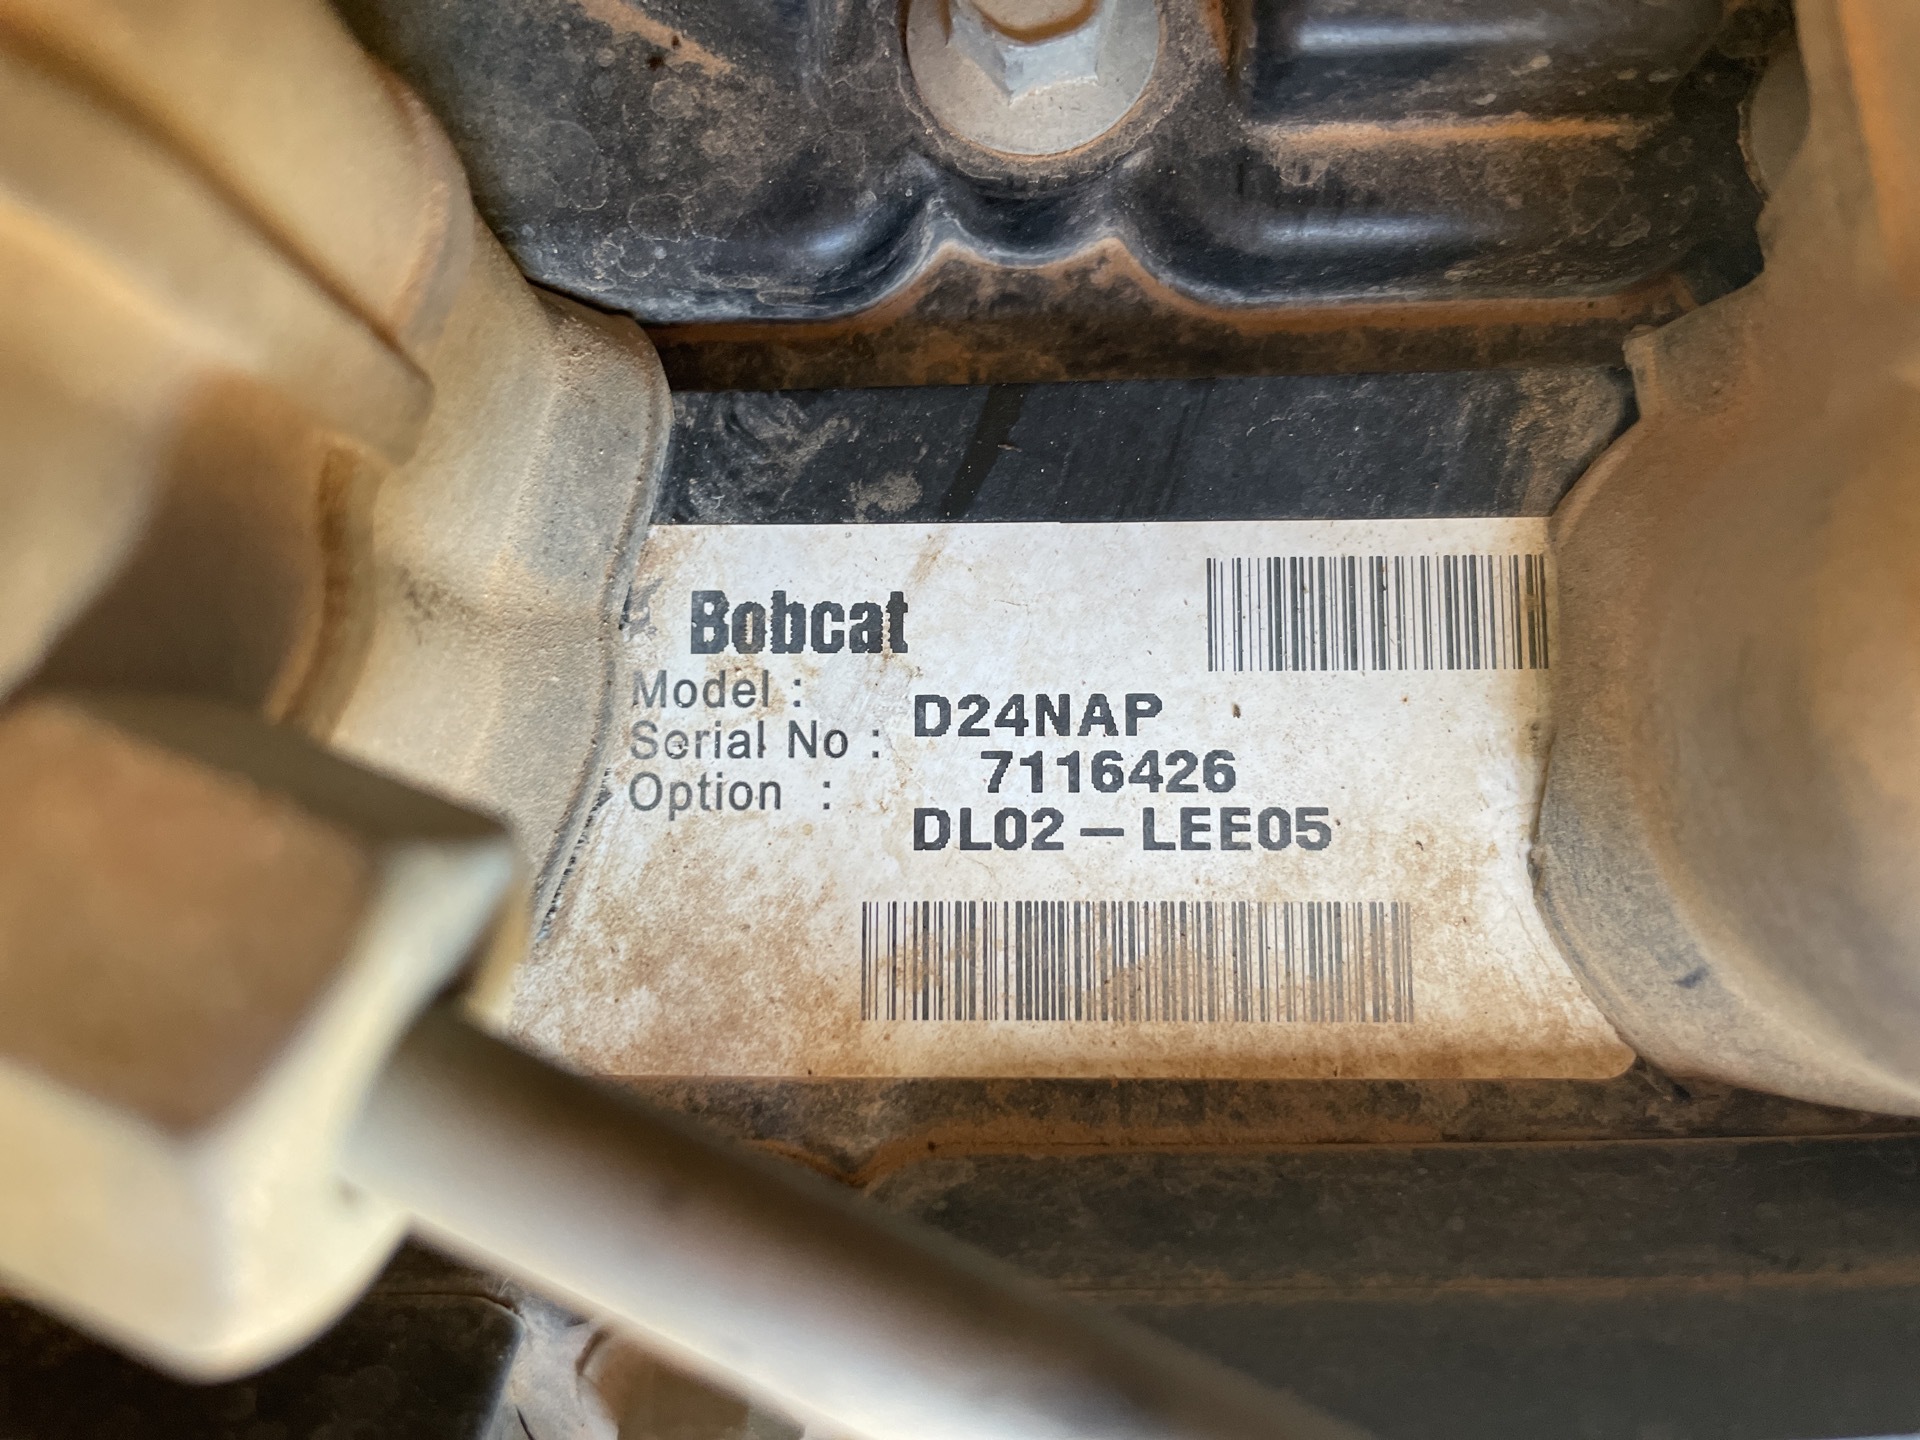 Bobcat
Model : D24NAP
Serial No : 7116426
Option : DL02-LEE05